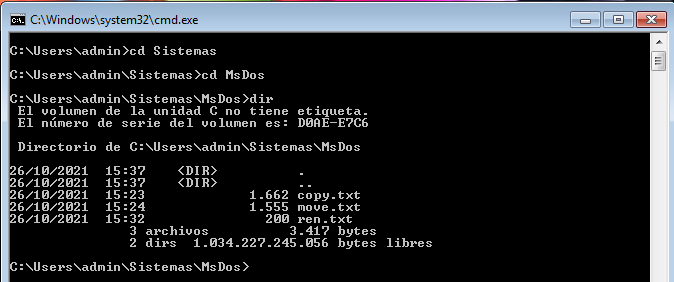 C:\Windows\system32\cmd.exe
C:\Users\admin>cd Sistemas
C:\Users\admin\Sistemas>cd MsDos
C:\Users\admin\Sistemas\MsDos>dir
El volumen de la unidad C no tiene etiqueta.
El número de serie del volumen es: D0AE-E7C6
Directorio de C:\Users\admin\Sistemas\MsDos
26/10/2021  15:37    <DIR>          .
26/10/2021  15:37    <DIR>          ..
26/10/2021  15:23             1.662 copy.txt
26/10/2021  15:24             1.555 move.txt
26/10/2021  15:32               200 ren.txt
3 archivos          3.417 bytes
2 dirs  1.034.227.245.056 bytes libres
C:\Users\admin\Sistemas\MsDos>